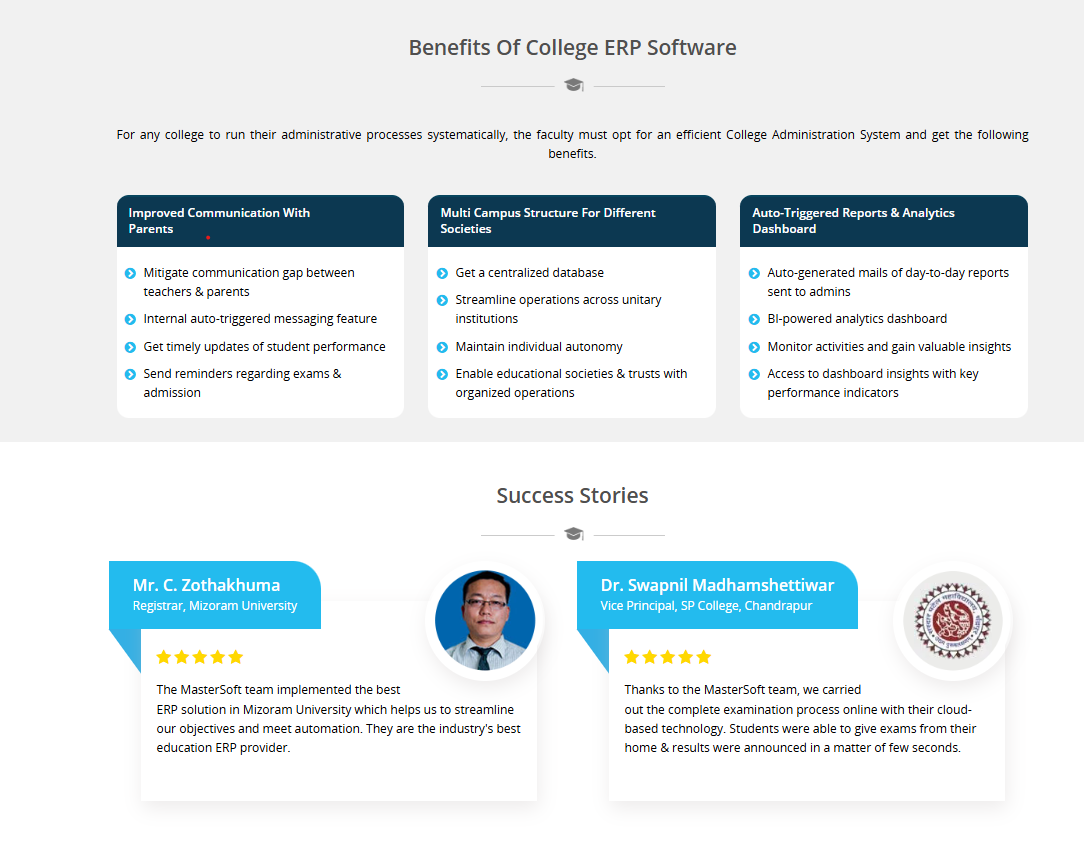 Benefits Of College ERP Software
For any college to run their administrative processes systematically, the faculty must opt for an efficient College Administration System and get the following
benefits.
Improved Communication With
Parents
Mitigate communication gap between
teachers & parents
Internal auto-triggered messaging feature
Get timely updates of student performance
Send reminders regarding exams &
admission
Multi Campus Structure For Different
Societies
Get a centralized database
Streamline operations across unitary
institutions
Maintain individual autonomy
Enable educational societies & trusts with
organized operations
Auto-Triggered Reports & Analytics
Dashboard
Auto-generated mails of day-to-day reports
sent to admins
BI-powered analytics dashboard
Monitor activities and gain valuable insights
Access to dashboard insights with key
performance indicators
Success Stories
Mr. C. Zothakhuma
Registrar, Mizoram University
The MasterSoft team implemented the best
ERP solution in Mizoram University which helps us to streamline
our objectives and meet automation. They are the industry's best
education ERP provider.
Dr. Swapnil Madhamshettiwar
Vice Principal, SP College, Chandrapur
Thanks to the MasterSoft team, we carried
out the complete examination process online with their cloud-
based technology. Students were able to give exams from their
home & results were announced in a matter of few seconds.